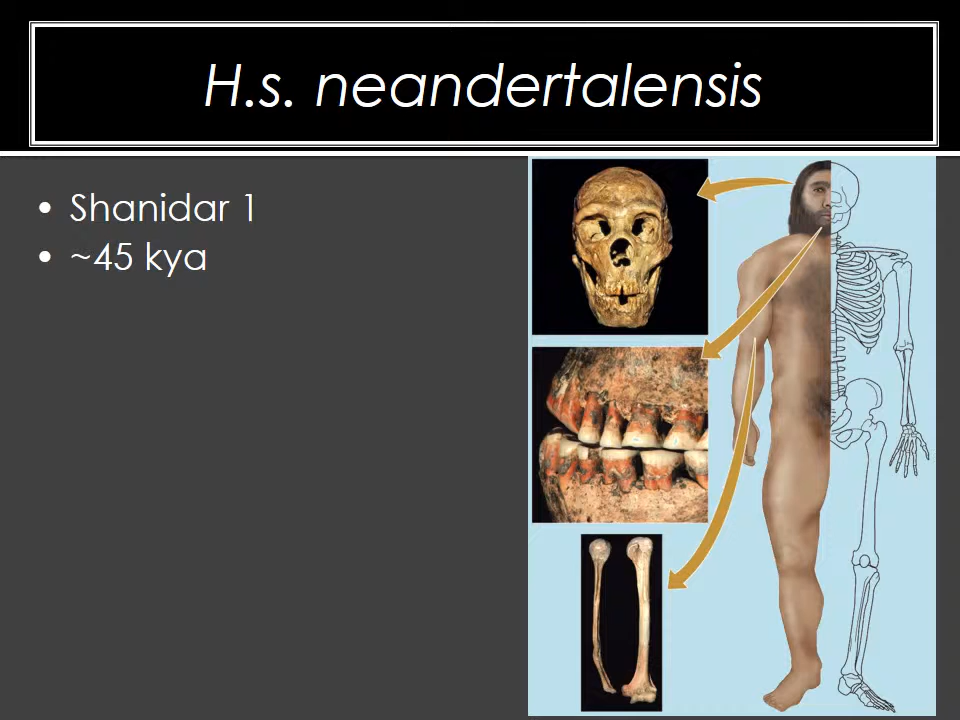 H.s. neandertalensis
• Shanidar 1
• ~45 kya